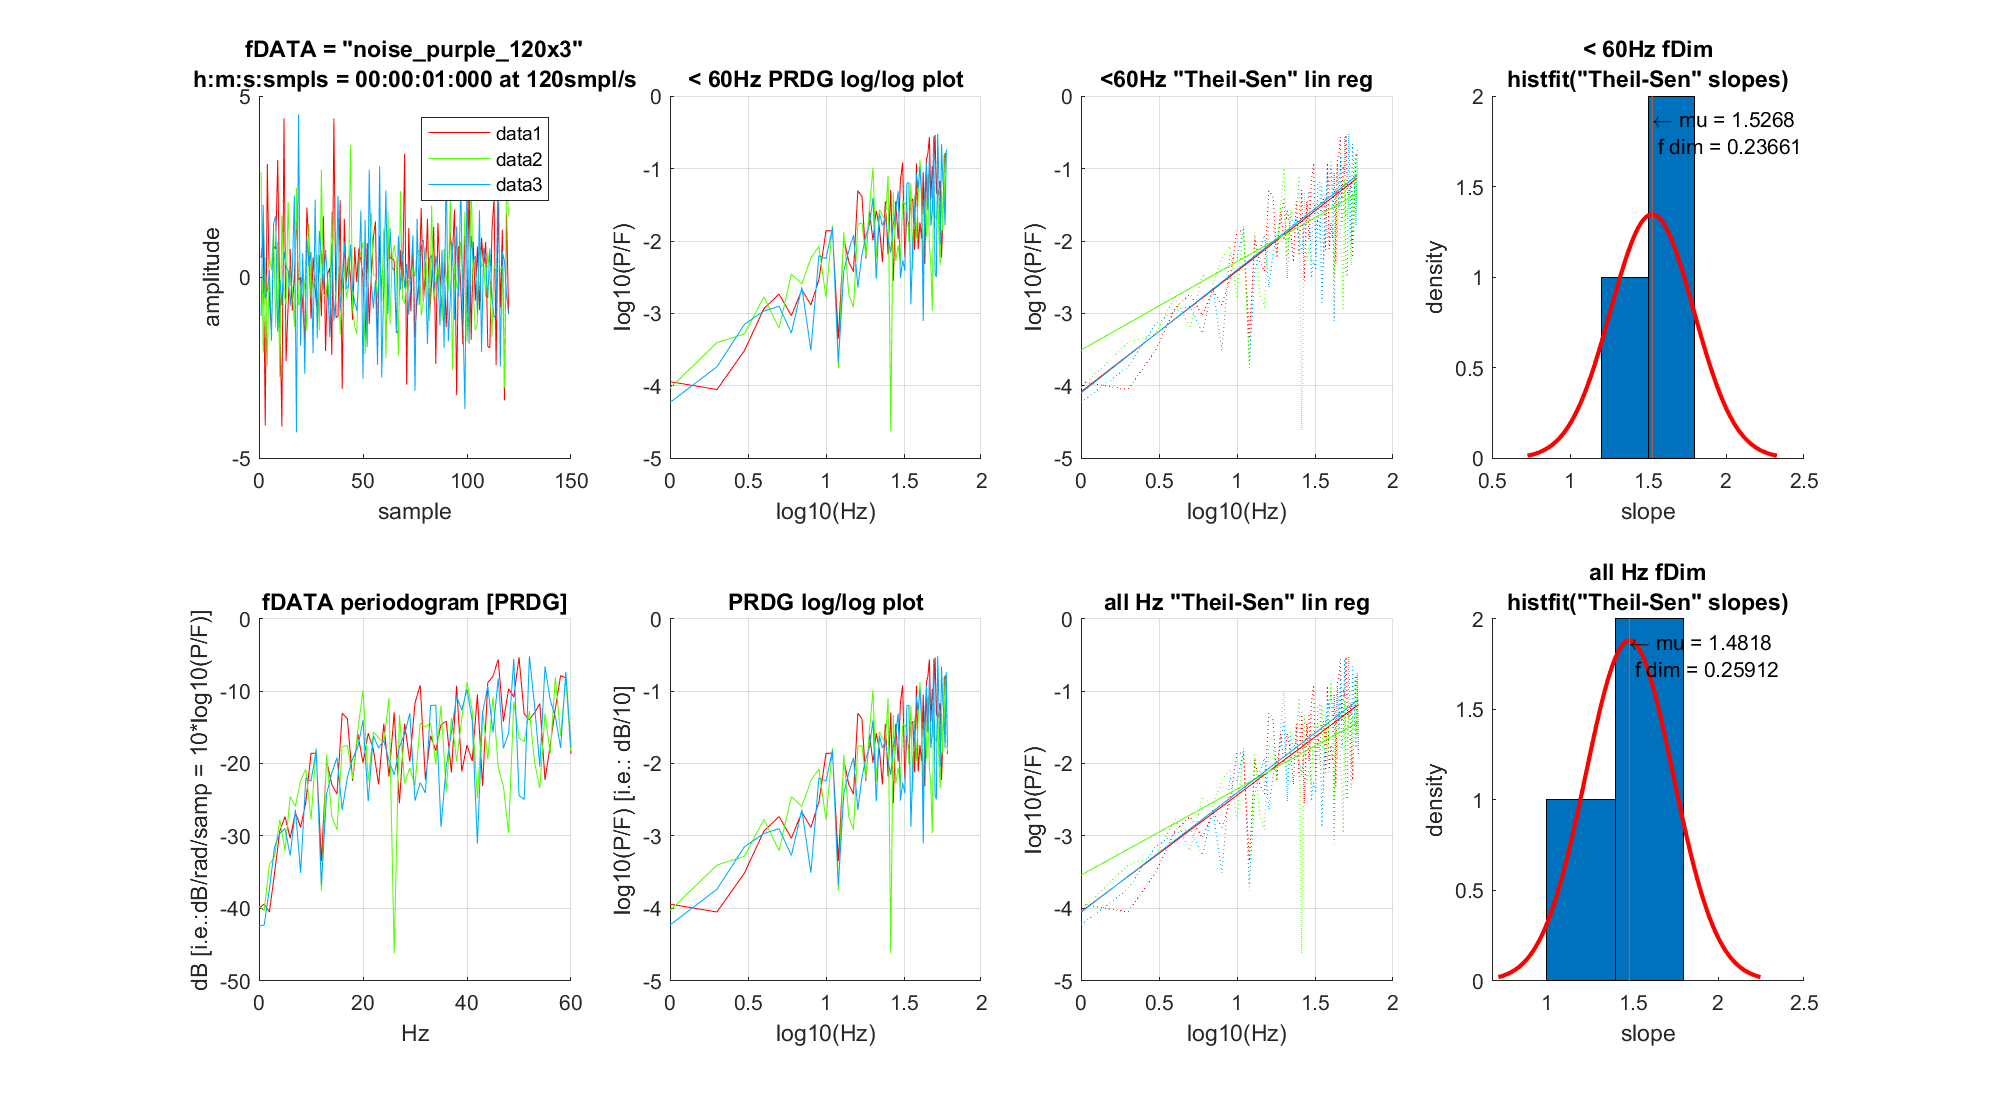 fDATA = "noise_purple_120x3"
h:m:s:smpls = 00:00:01:000 at 120smpl/s
5
0
-5
0
50
100
150
amplitude
sample
data1
data2
data3
< 60Hz PRDG log/log plot
0
-1
-2
-3
-4
-5
0
0.5
1
1.5
2
log10(P/F)
log10(Hz)
<60Hz "Theil-Sen" lin reg
0
-1
-2
-3
-4
-5
0
0.5
1
1.5
2
log10(P/F)
log10(Hz)
< 60Hz fDim
histfit("Theil-Sen" slopes)
2
1.5
1
0.5
0
0.5
1
1.5
2
2.5
density
slope
← mu = 1.5268
f dim = 0.23661
fDATA periodogram [PRDG]
0
-10
-20
-30
-40
-50
0
20
40
60
dB [i.e.:dB/rad/samp = 10*log10(P/F)]
Hz
PRDG log/log plot
0
-1
-2
-3
-4
-5
0
0.5
1
1.5
2
log10(P/F) [i.e.: dB/10]
log10(Hz)
all Hz "Theil-Sen" lin reg
0
-1
-2
-3
-4
-5
0
0.5
1
1.5
2
log10(P/F)
log10(Hz)
all Hz fDim
histfit("Theil-Sen" slopes)
2
1.5
1
0.5
0
1
1.5
2
2.5
density
slope
← mu = 1.4818
f dim = 0.25912